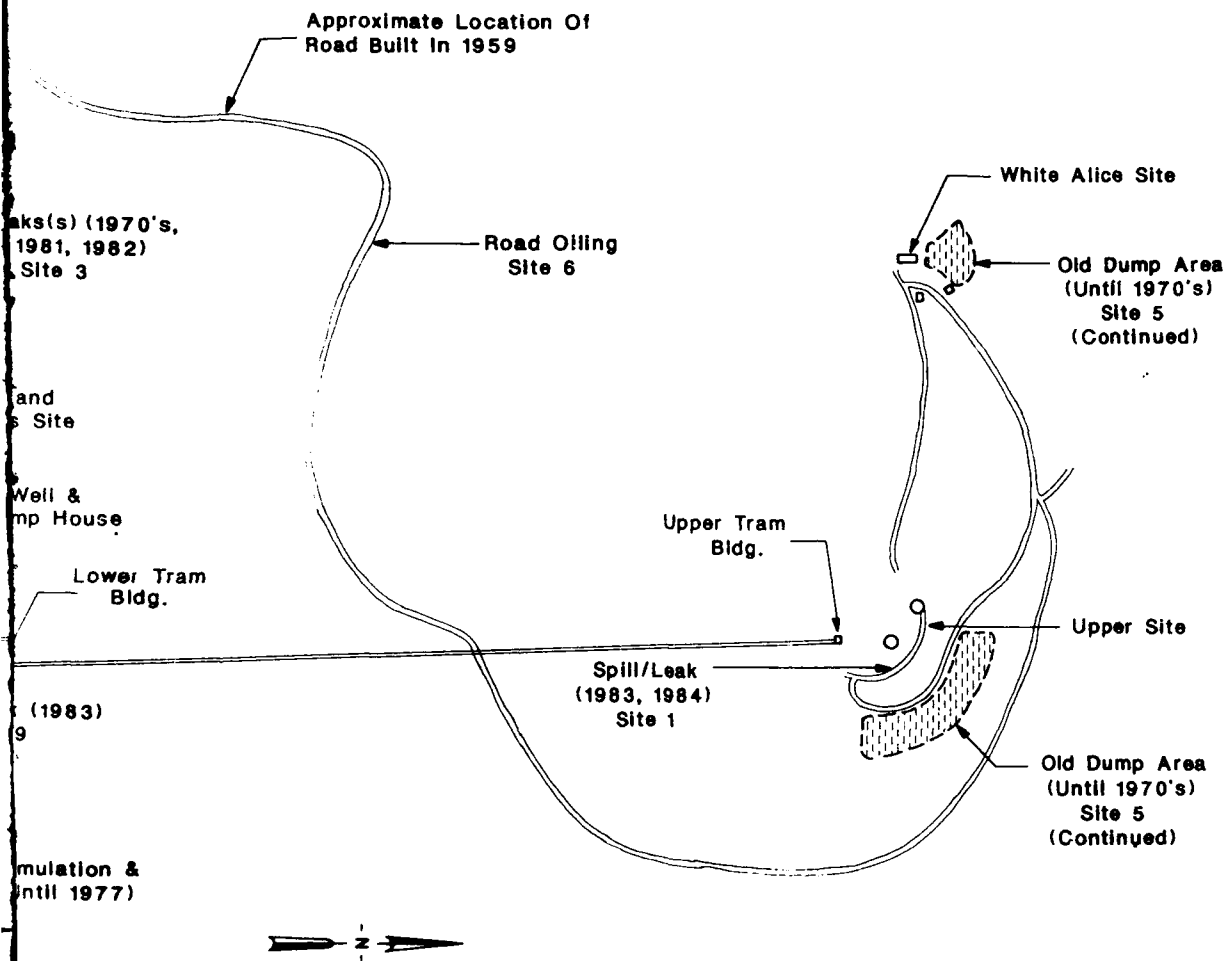 Approximate Location Of
Road Built In 1959
White Alice Site
aks(s) (1970's,
1981, 1982)
Site 3
Road Oiling
Site 6
Old Dump Area
(Until 1970's)
Site 5
(Continued)
and
s Site
Well &
mp House
Upper Tram
Bldg.
Lower Tram
Bldg.
Upper Site
Spill/Leak
(1983, 1984)
Site 1
(1983)
9
Old Dump Area
(Until 1970's)
Site 5
(Continued)
mulation &
ntil 1977)
N